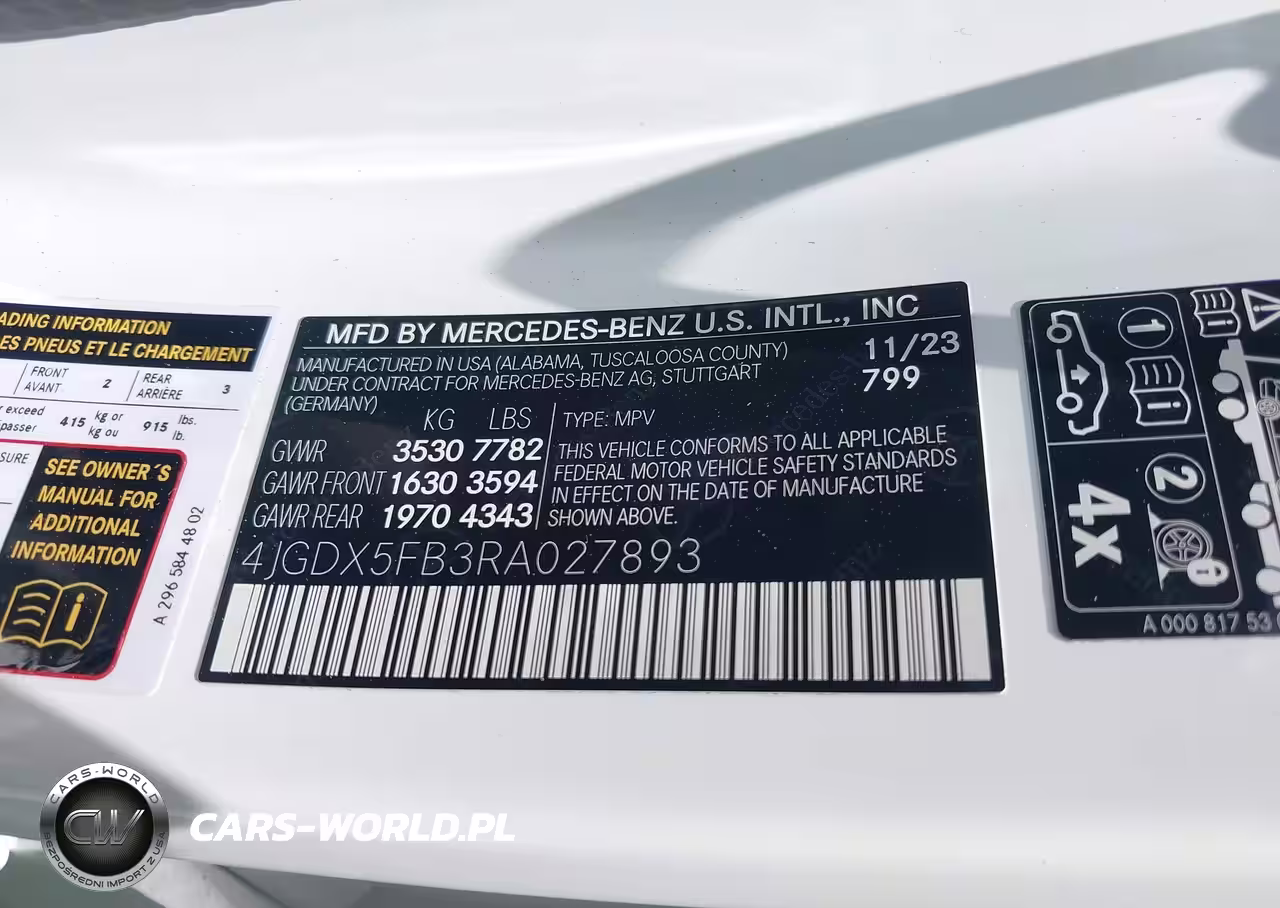 ADING INFORMATION
LES PNEUS ET LE CHARGEMENT
FRONT
AVANT
2
REAR
ARRIÈRE
3
exceed
415 kg or
kg ou
915 lbs.
lb.
SURE
SEE OWNER´S
MANUAL FOR
ADDITIONAL
INFORMATION
i
A 296 584 48 02
MFD BY MERCEDES-BENZ U.S. INTL., INC
MANUFACTURED IN USA (ALABAMA, TUSCALOOSA COUNTY)
UNDER CONTRACT FOR MERCEDES-BENZ AG, STUTTGART
(GERMANY)
11/23
799
KG LBS
GVWR 3530 7782
GAWR FRONT 1630 3594
GAWR REAR 1970 4343
TYPE: MPV
THIS VEHICLE CONFORMS TO ALL APPLICABLE
FEDERAL MOTOR VEHICLE SAFETY STANDARDS
IN EFFECT ON THE DATE OF MANUFACTURE
SHOWN ABOVE.
4JGDX5FB3RA027893
1
i
2
4x
A 000 817 53
CARS-WORLD
CW
BEZPOŚREDNI IMPORT Z USA
CARS-WORLD.PL